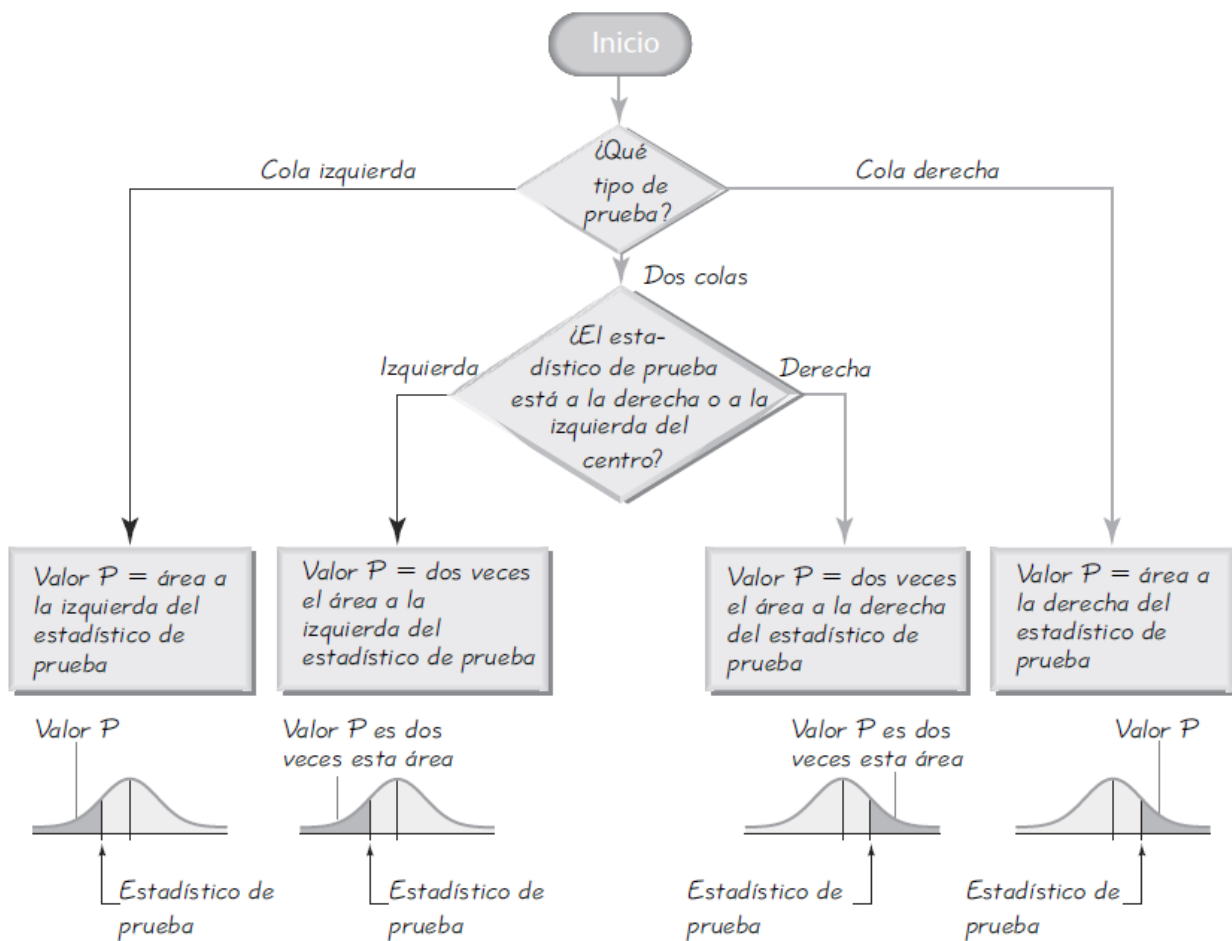 Inicio
¿Qué
tipo de
prueba?
Cola izquierda
Cola derecha
Dos colas
¿El esta-
dístico de prueba
está a la derecha o a la
izquierda del
centro?
Izquierda
Derecha
Valor P = área a
la izquierda del
estadístico de
prueba
Valor P = dos veces
el área a la
izquierda del
estadístico de prueba
Valor P = dos veces
el área a la derecha
del estadístico de
prueba
Valor P = área a
la derecha del
estadístico de
prueba
Valor P
Valor P es dos
veces esta área
Valor P es dos
veces esta área
Valor P
Estadístico de
prueba
Estadístico de
prueba
Estadístico de
prueba
Estadístico de
prueba